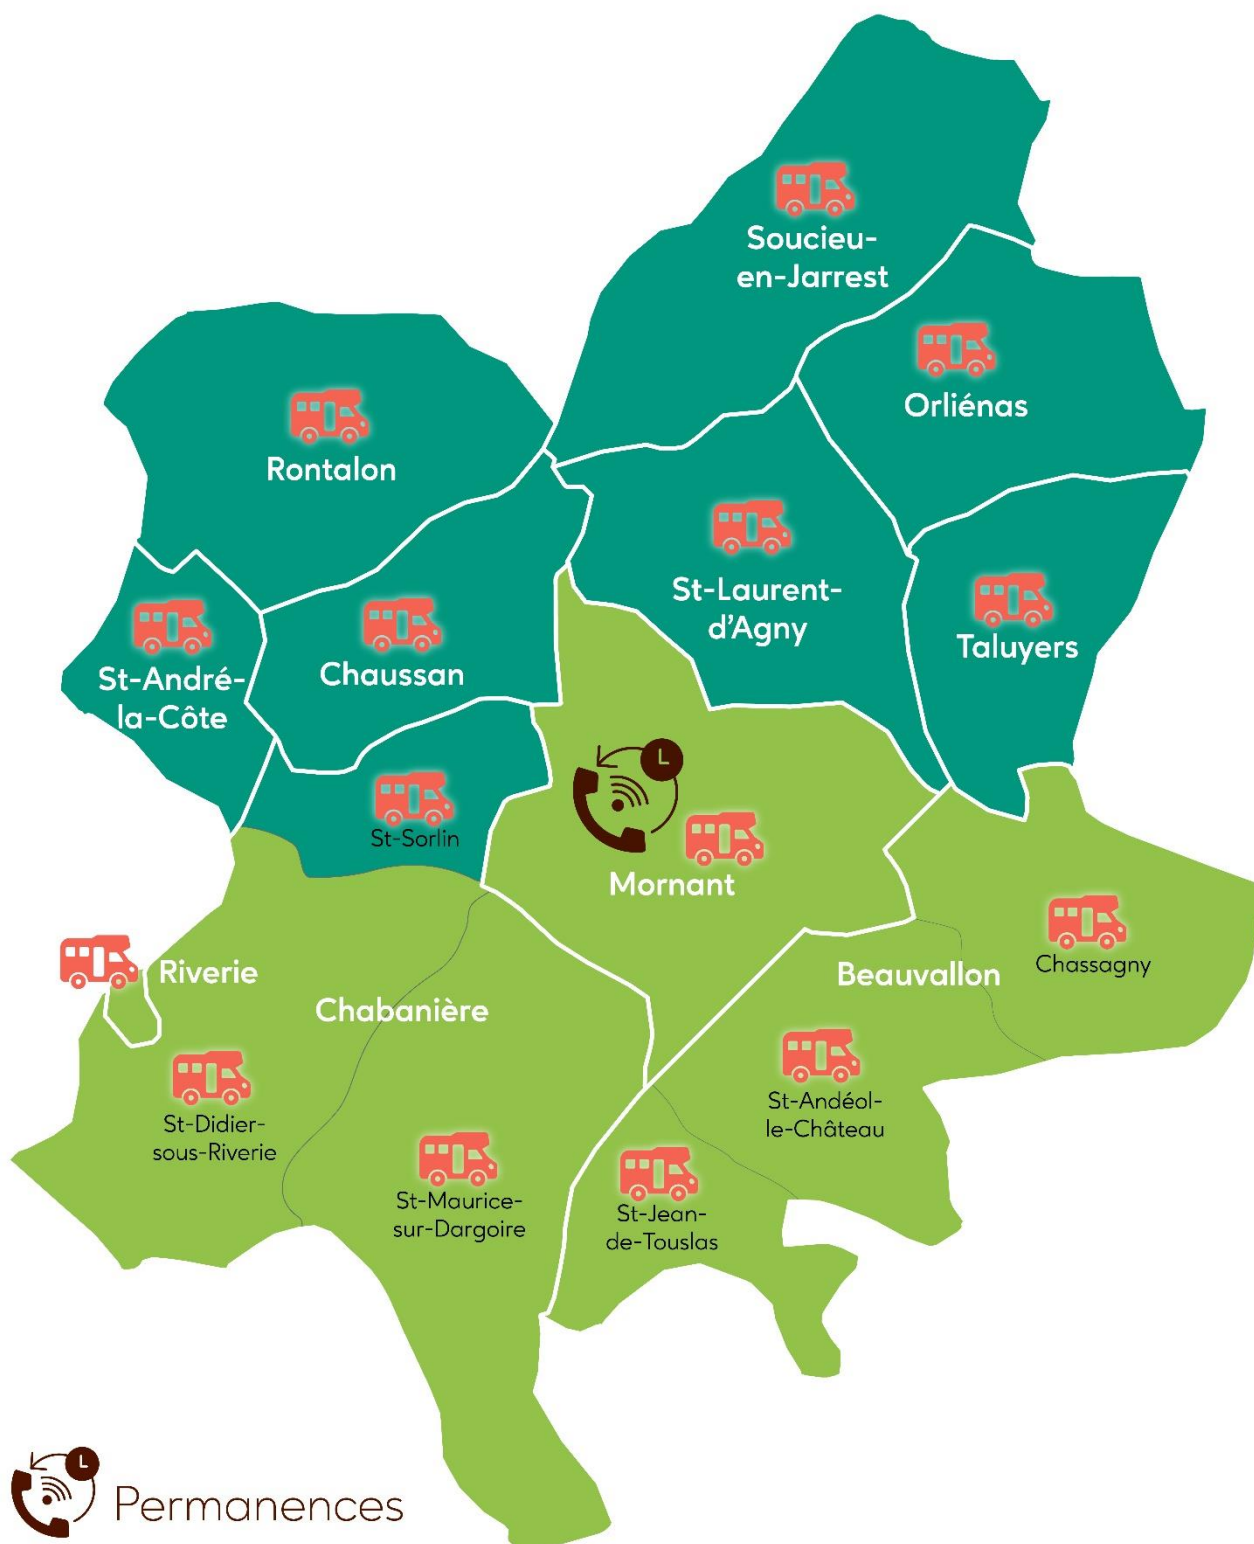 Soucieu-
en-Jarrest
Orliénas
Rontalon
St-Laurent-
d'Agny
Taluyers
St-André-
la-Côte
Chaussan
L
St-Sorlin
Mornant
Riverie
Chabanière
Beauvallon
Chassagny
St-Didier-
sous-Riverie
St-Maurice-
sur-Dargoire
St-Jean-
de-Touslas
St-Andéol-
le-Château
L
Permanences